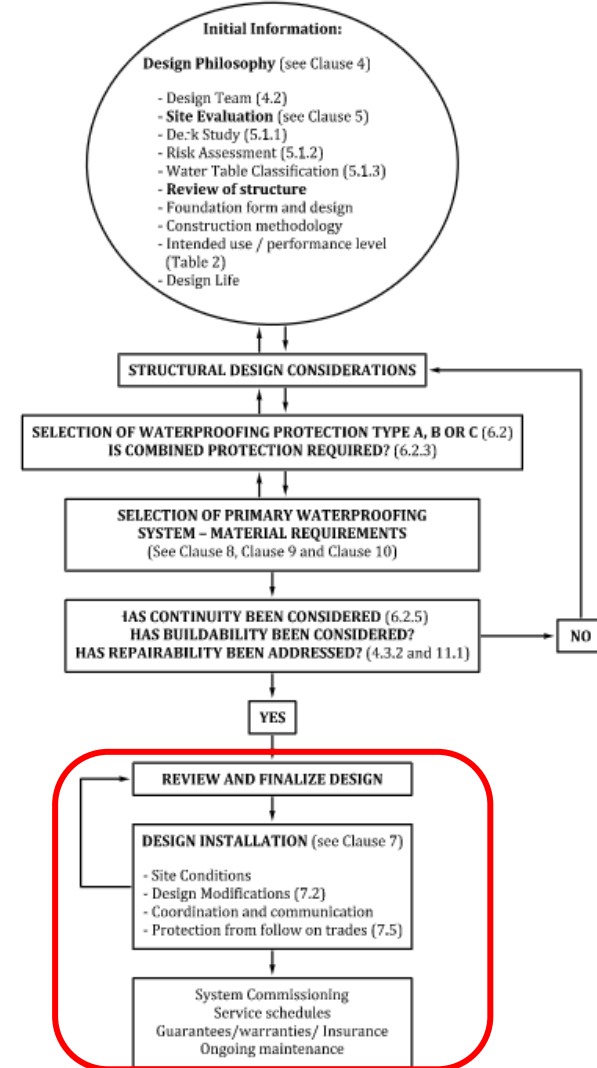 Initial Information:
Design Philosophy (see Clause 4)
- Design Team (4.2)
- Site Evaluation (see Clause 5)
- Desk Study (5.1.1)
- Risk Assessment (5.1.2)
- Water Table Classification (5.1.3)
- Review of structure
- Foundation form and design
- Construction methodology
- Intended use / performance level
(Table 2)
- Design Life
STRUCTURAL DESIGN CONSIDERATIONS
SELECTION OF WATERPROOFING PROTECTION TYPE A, B OR C (6.2)
IS COMBINED PROTECTION REQUIRED? (6.2.3)
SELECTION OF PRIMARY WATERPROOFING
SYSTEM – MATERIAL REQUIREMENTS
(See Clause 8, Clause 9 and Clause 10)
HAS CONTINUITY BEEN CONSIDERED (6.2.5)
HAS BUILDABILITY BEEN CONSIDERED?
HAS REPAIRABILITY BEEN ADDRESSED? (4.3.2 and 11.1)
NO
YES
REVIEW AND FINALIZE DESIGN
DESIGN INSTALLATION (see Clause 7)
- Site Conditions
- Design Modifications (7.2)
- Coordination and communication
- Protection from follow on trades (7.5)
System Commissioning
Service schedules
Guarantees/warranties/ Insurance
Ongoing maintenance